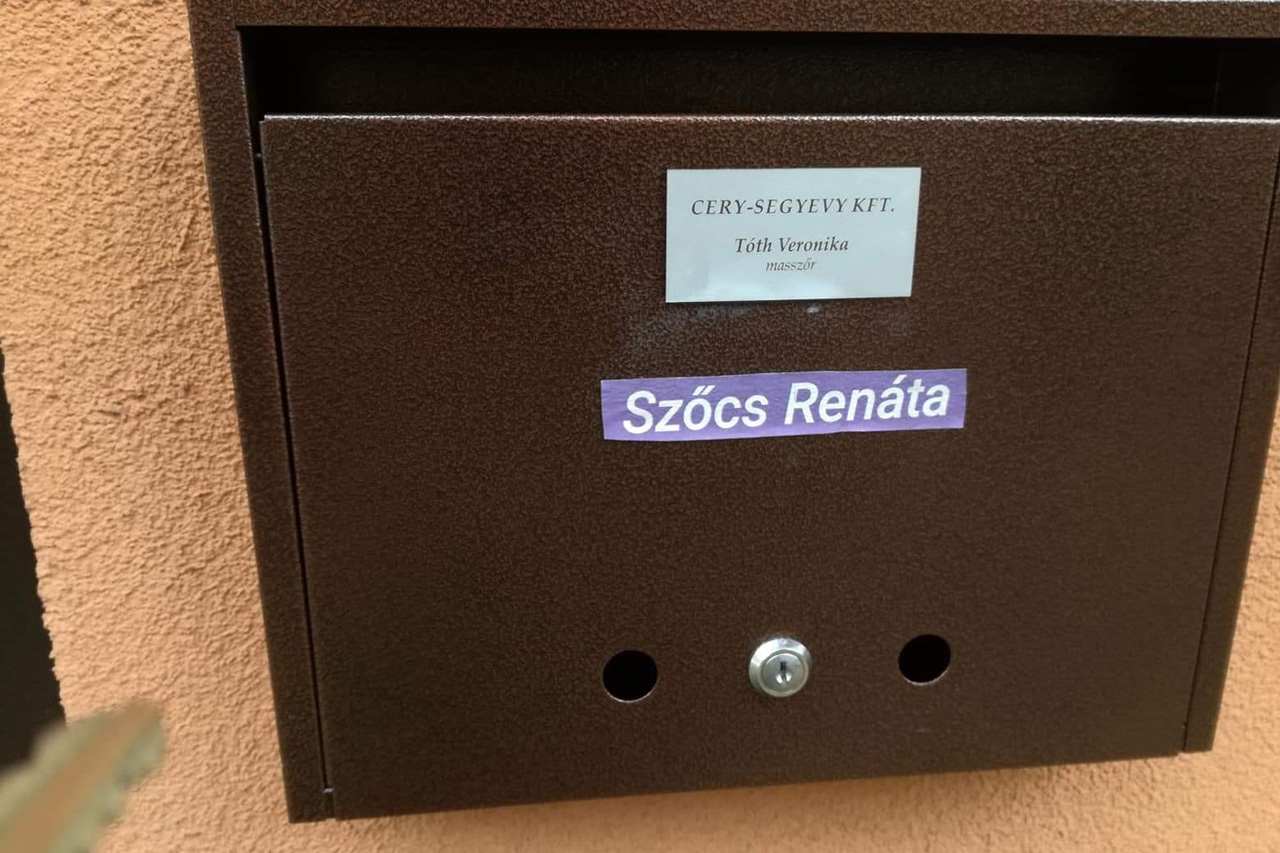 CERY-SEGYEVY KFT.
Tóth Veronika
masszőr
Szőcs Renáta